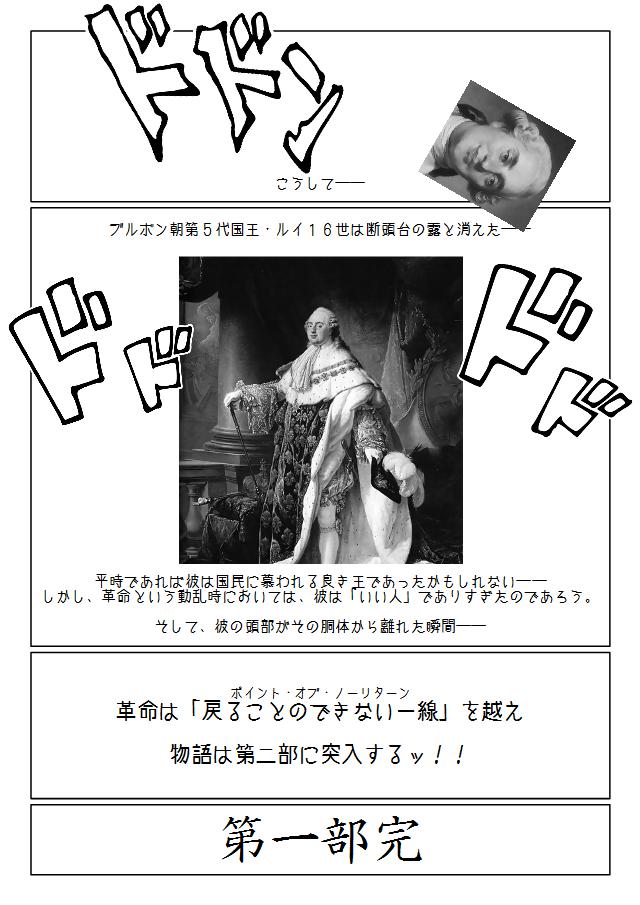 ドドン
こうして――
ブルボン朝第５代国王・ルイ１６世は断頭台の露と消えた――
ドド
ドド
平時であれば彼は国民に慕われる良き王であったかもしれない――
しかし、革命という動乱時においては、彼は「いい人」でありすぎたのであろう。
そして、彼の頭部がその胴体から離れた瞬間――
ポイント・オブ・ノーリターン
革命は「戻ることのできない一線」を越え
物語は第二部に突入するッ！！
第一部完